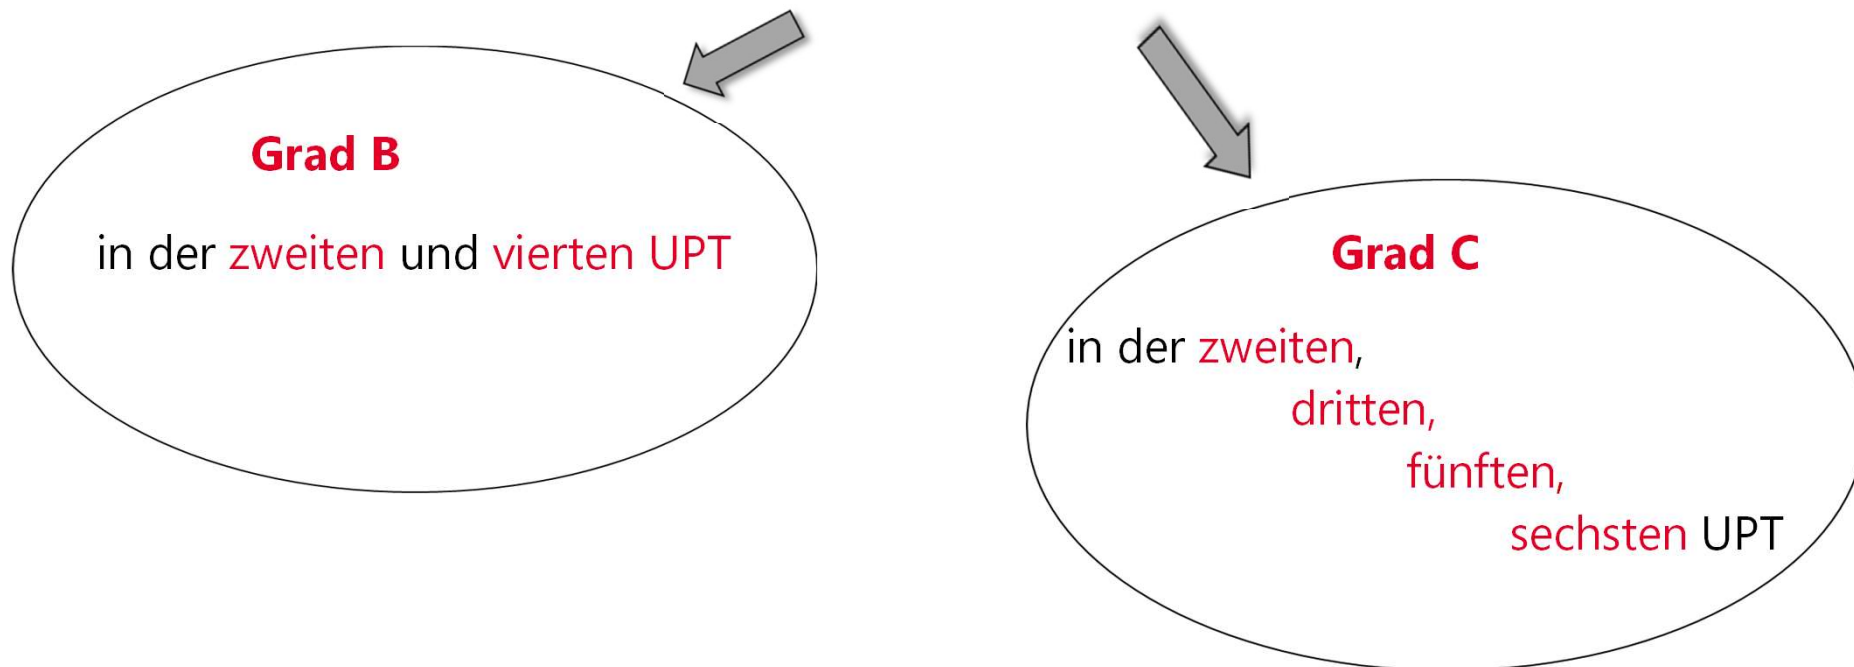 Grad B
in der zweiten und vierten UPT
Grad C
in der zweiten,
dritten,
fünften,
sechsten UPT